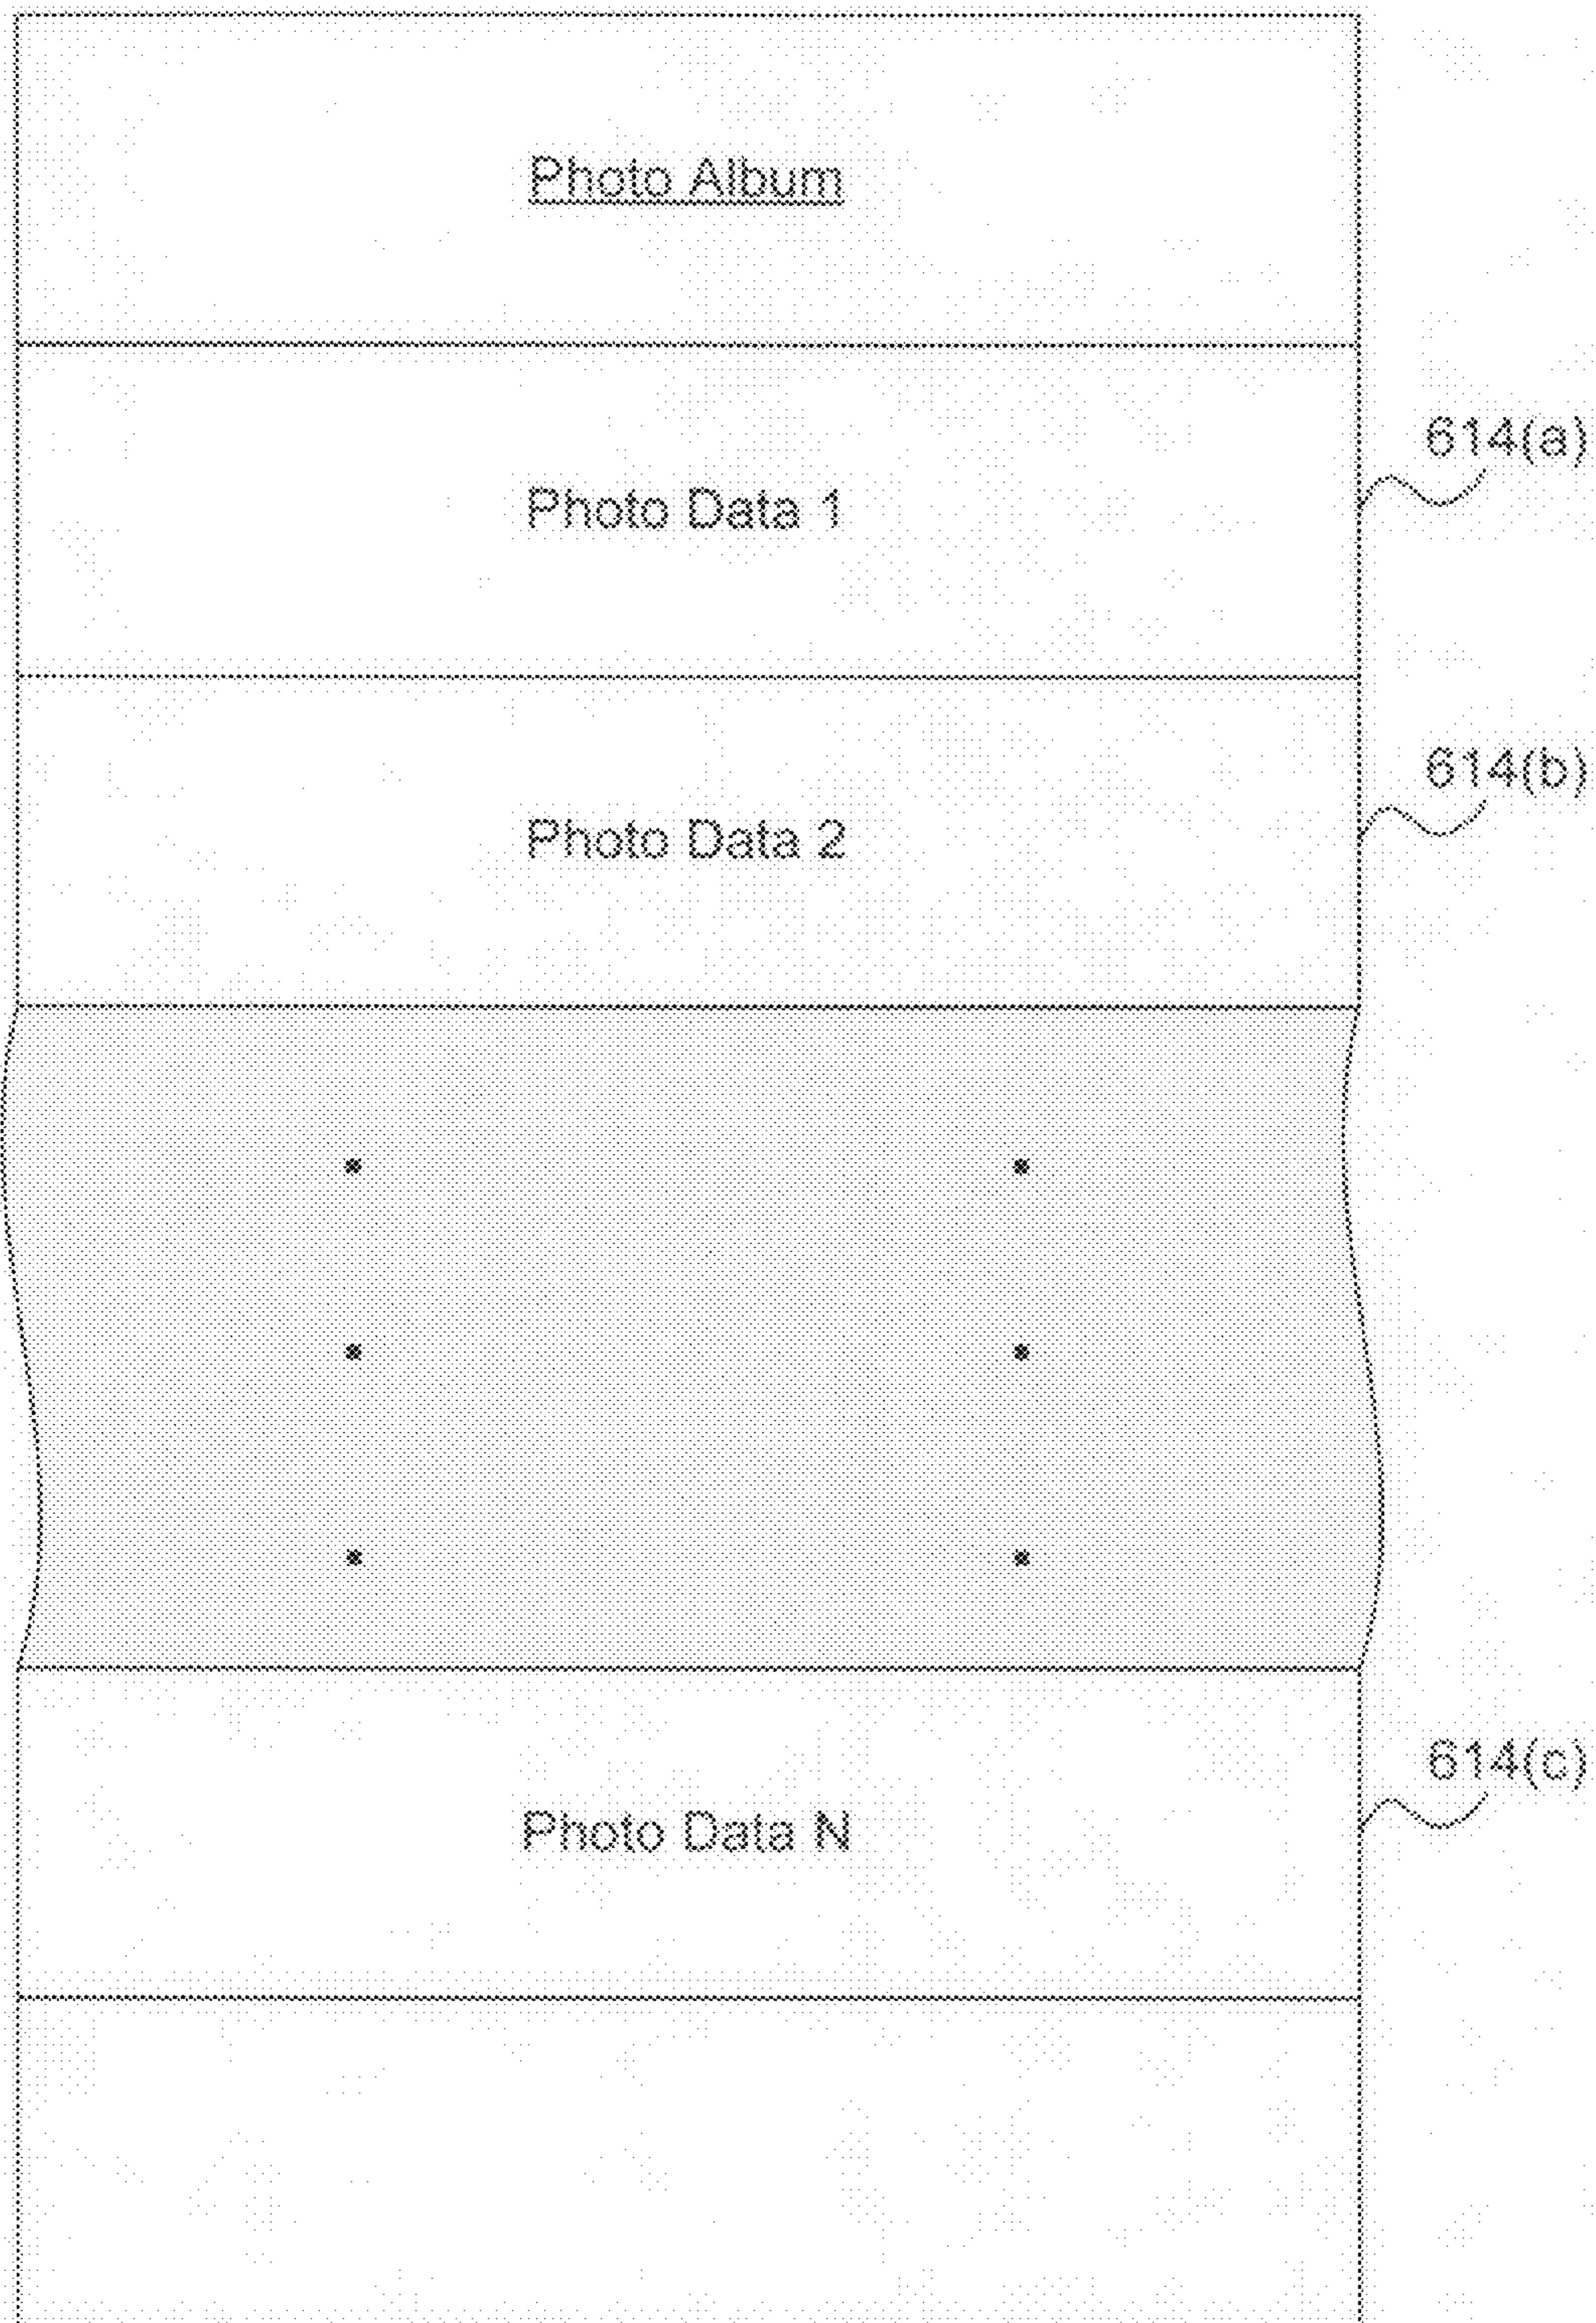 Photo Album
614(a)
Photo Data 1
614(b)
Photo Data 2
614(c)
Photo Data N